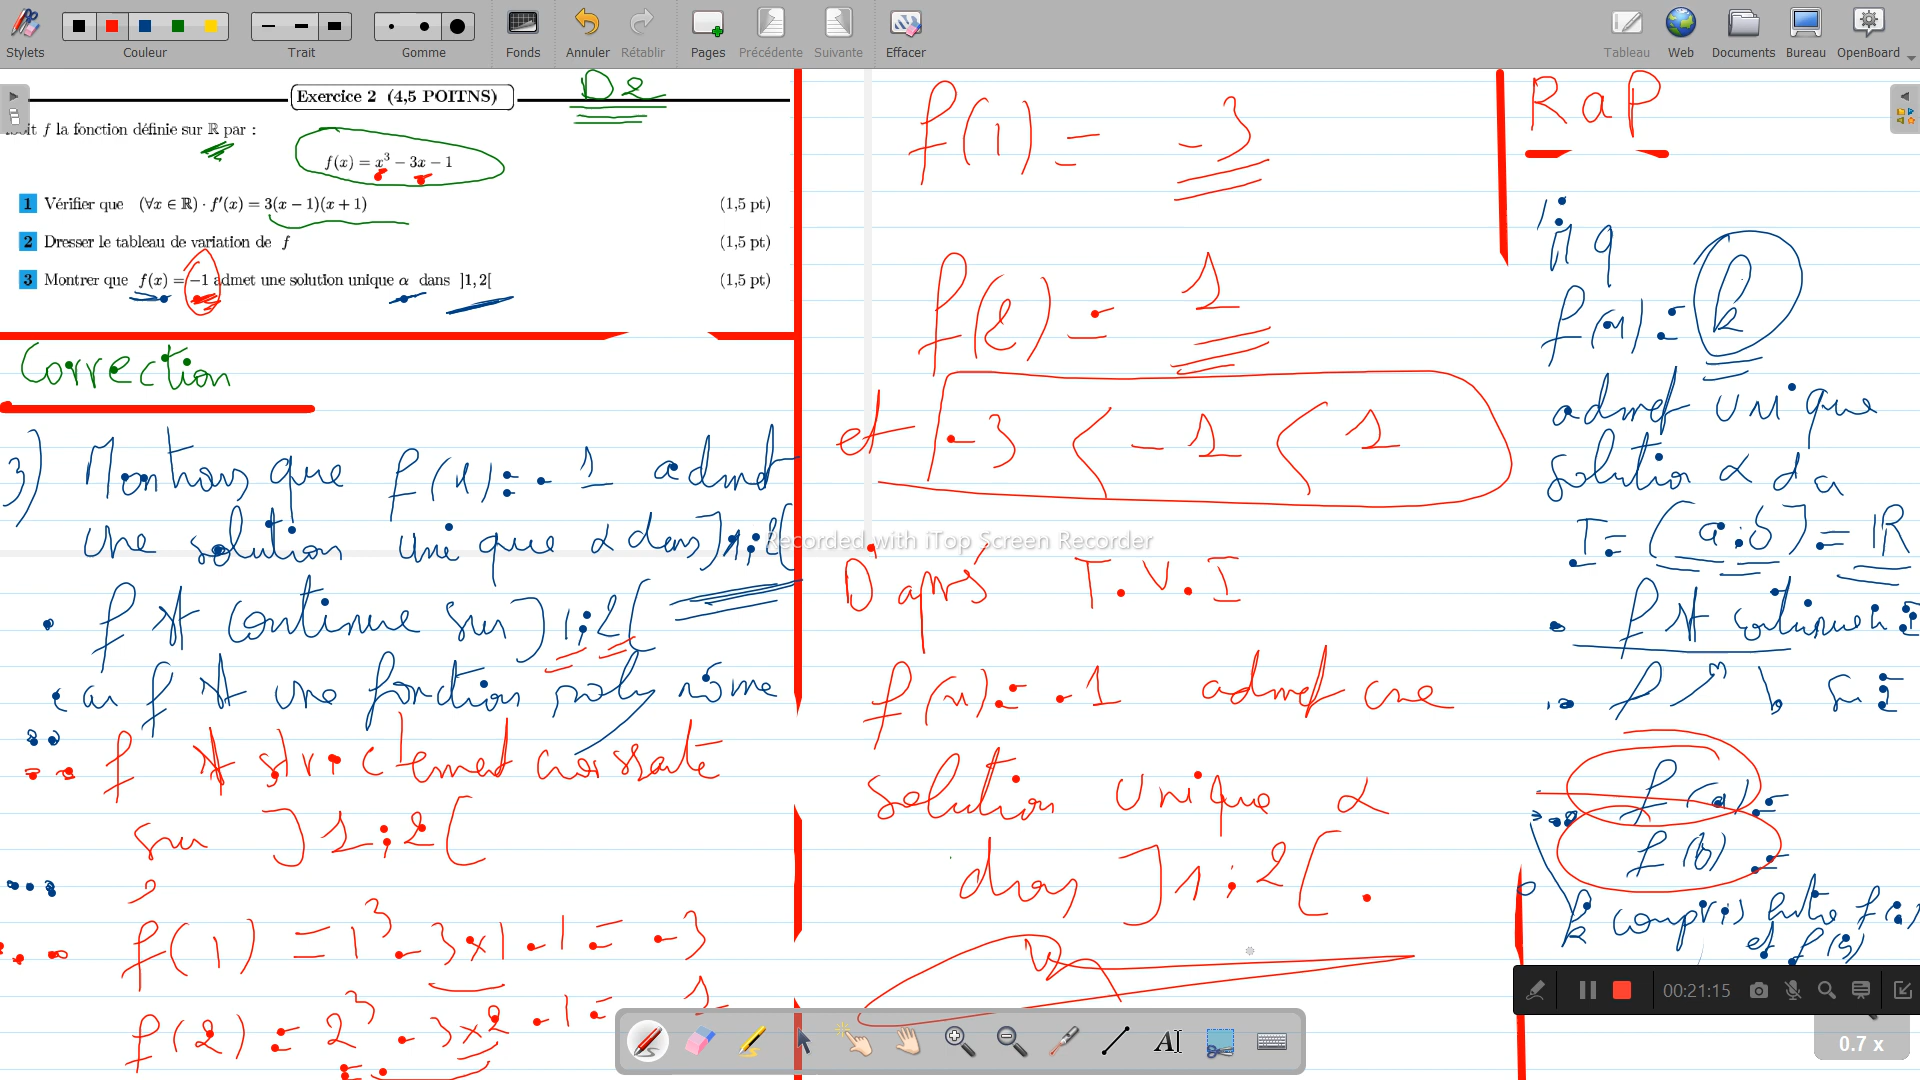 Stylets
Couleur
Trait
Gomme
Fonds
Annuler
Rétablir
Pages
Précédente
Suivante
Effacer
Tableau
Web
Documents
Bureau
OpenBoard
Exercice 2 (4,5 POITNS)
D2
f la fonction définie sur ℝ par :
f(x) = x³ − 3x − 1
1 Vérifier que (∀x ∈ ℝ) · f′(x) = 3(x − 1)(x + 1) (1,5 pt)
2 Dresser le tableau de variation de f (1,5 pt)
3 Montrer que f(x) = −1 admet une solution unique α dans ]1, 2[ (1,5 pt)
Correction
3) Montrons que f(x) = -1 admet
une solution unique α dans ]1;2[
• f est continue sur ]1;2[
car f est une fonction polynôme
•• f est strictement croissante
sur ]1;2[
f(1) = 1³ - 3×1 - 1 = -3
f(2) = 2³ - 3×2 - 1 = 1
f(1) = -3
f(2) = 1
et -3 < -1 < 1
Recorded with iTop Screen Recorder
D'après T.V.I
f(x) = -1 admet une
solution unique α
dans ]1;2[.
RaP
Mq
f(x) = k
admet unique
solution α da
I = (a;b) = ℝ
• f est continue
f(a) =
f(b) =
k compris entre f(a)
et f(b)
00:21:15
0.7 x